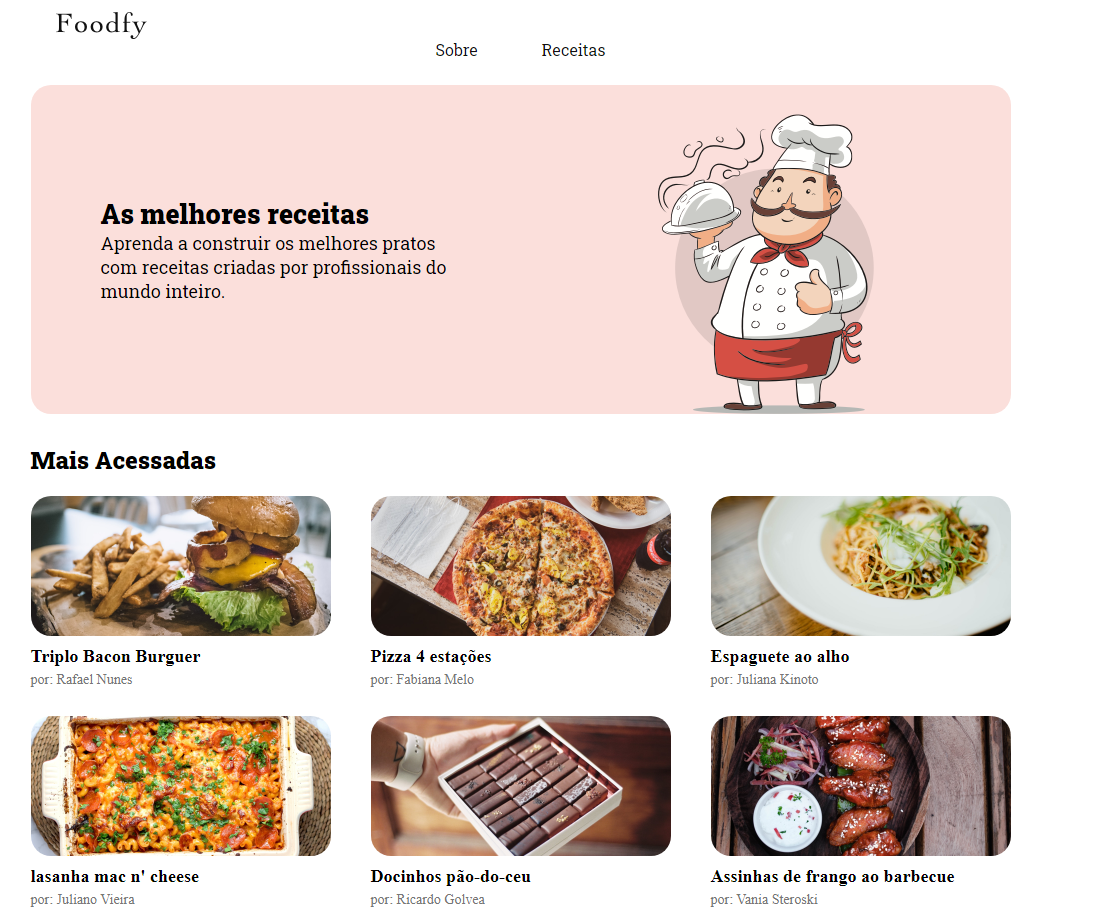 Foodfy
Sobre
Receitas
As melhores receitas
Aprenda a construir os melhores pratos
com receitas criadas por profissionais do
mundo inteiro.
Mais Acessadas
Triplo Bacon Burguer
por: Rafael Nunes
Pizza 4 estações
por: Fabiana Melo
Espaguete ao alho
por: Juliana Kinoto
lasanha mac n' cheese
por: Juliano Vieira
Docinhos pão-do-ceu
por: Ricardo Golvea
Assinhas de frango ao barbecue
por: Vania Steroski